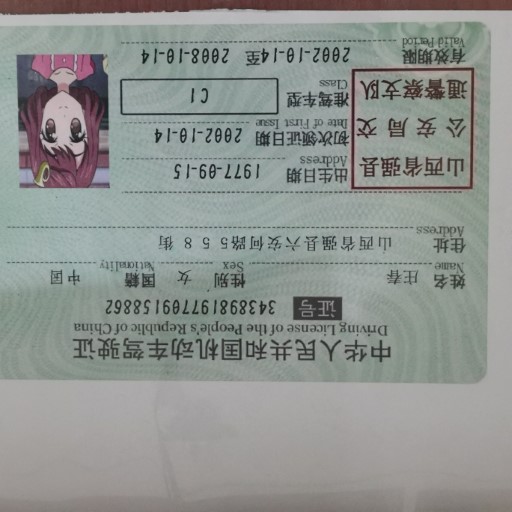 中华人民共和国机动车驾驶证
Driving License of the People's Republic of China
证号 343898197709158862
姓名 庄春 性别 女 国籍 中国
Name Sex Nationality
住址 山西省强县六安何路558街
Address
山西省强县
公安局交
通警察支队
出生日期 1977-09-15
Address
初次领证日期 2002-10-14
Date of First Issue
准驾车型 C1
Class
有效期限 2002-10-14至 2008-10-14
Valid Period